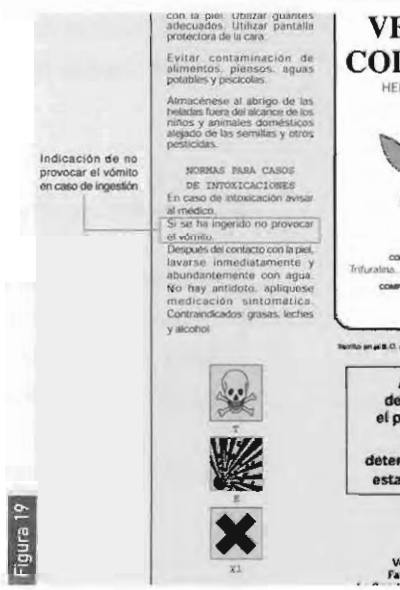 con la piel. Utilizar guantes
adecuados. Utilizar pantalla
protectora de la cara.
Evitar contaminación de
alimentos, piensos, aguas
potables y piscícolas.
Almacénese al abrigo de las
heladas fuera del alcance de los
niños y animales domésticos
alejado de las semillas y otros
pesticidas.
Indicación de no
provocar el vómito
en caso de ingestión
NORMAS PARA CASOS
DE INTOXICACIONES
En caso de intoxicación avisar
al médico.
Si se ha ingerido no provocar
el vómito.
Después del contacto con la piel,
lavarse inmediatamente y
abundantemente con agua.
No hay antídoto, apliquese
medicación sintomática.
Contraindicados: grasas, leches
y alcohol
T
E
Xi
Figura 19
VE
COL
HE
CO
Trifuralina
COMP
A
de
el p
deter
esta
V
Fa